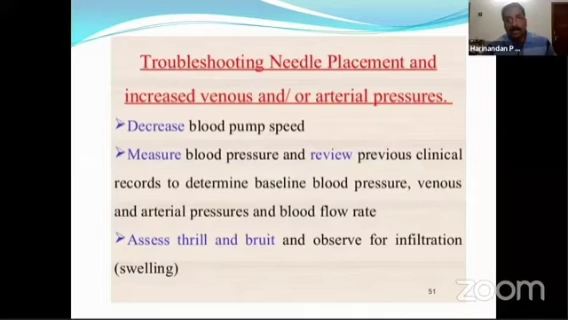 Troubleshooting Needle Placement and
increased venous and/ or arterial pressures.
➢Decrease blood pump speed
➢Measure blood pressure and review previous clinical
records to determine baseline blood pressure, venous
and arterial pressures and blood flow rate
➢Assess thrill and bruit and observe for infiltration
(swelling)
51
zoom
Harinandan P ...